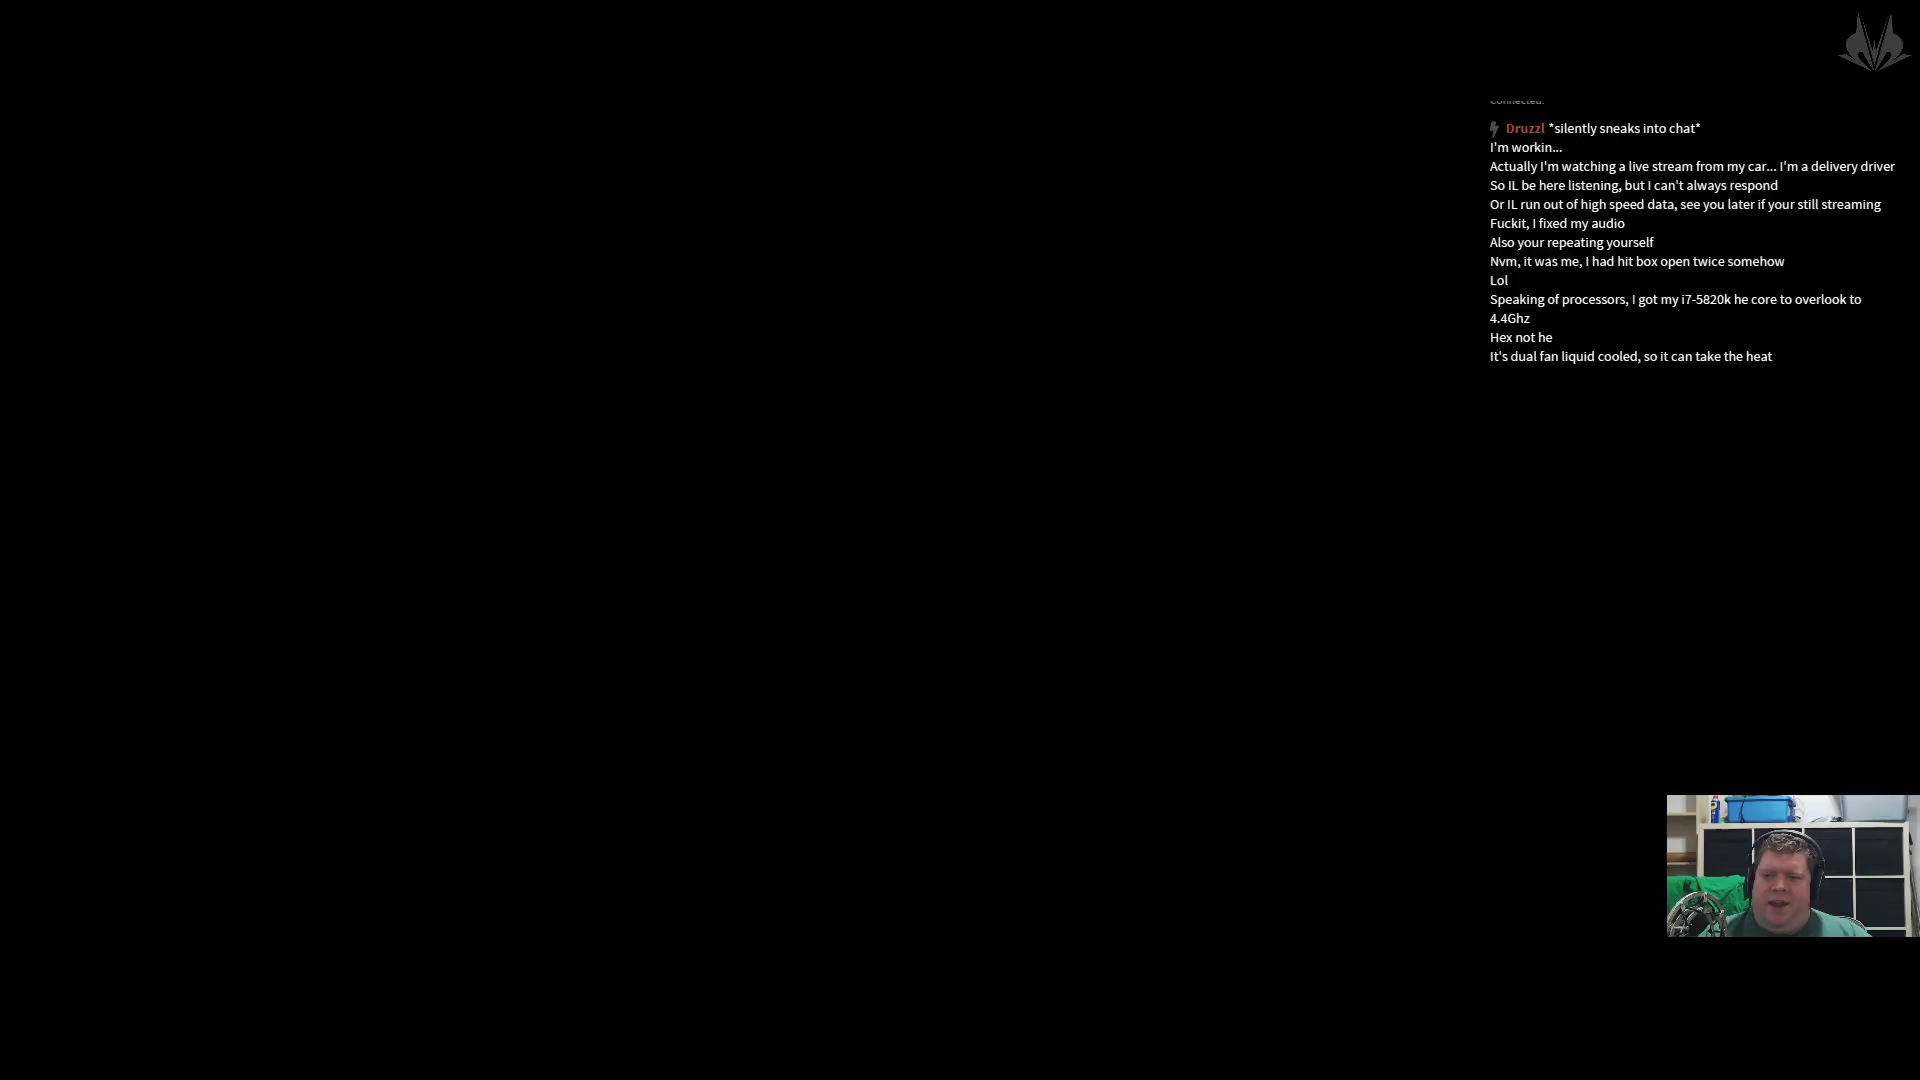 Connected.
Druzzl *silently sneaks into chat*
I'm workin...
Actually I'm watching a live stream from my car... I'm a delivery driver
So IL be here listening, but I can't always respond
Or IL run out of high speed data, see you later if your still streaming
Fuckit, I fixed my audio
Also your repeating yourself
Nvm, it was me, I had hit box open twice somehow
Lol
Speaking of processors, I got my i7-5820k he core to overlook to
4.4Ghz
Hex not he
It's dual fan liquid cooled, so it can take the heat